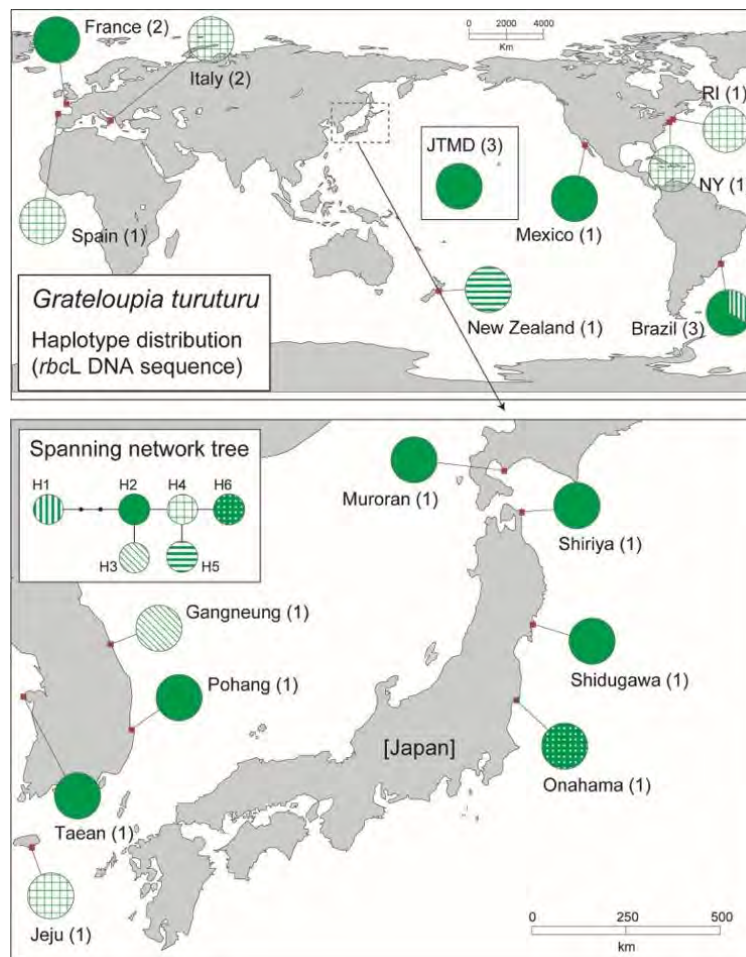 France (2)
Italy (2)
0 2000 4000
Km
RI (1)
JTMD (3)
NY (1)
Spain (1)
Mexico (1)
Grateloupia turuturu
Haplotype distribution
(rbcL DNA sequence)
New Zealand (1)
Brazil (3)
Spanning network tree
H1 H2 H4 H6
H3 H5
Muroran (1)
Shiriya (1)
Gangneung (1)
Shidugawa (1)
Pohang (1)
[Japan]
Onahama (1)
Taean (1)
Jeju (1)
0 250 500
km